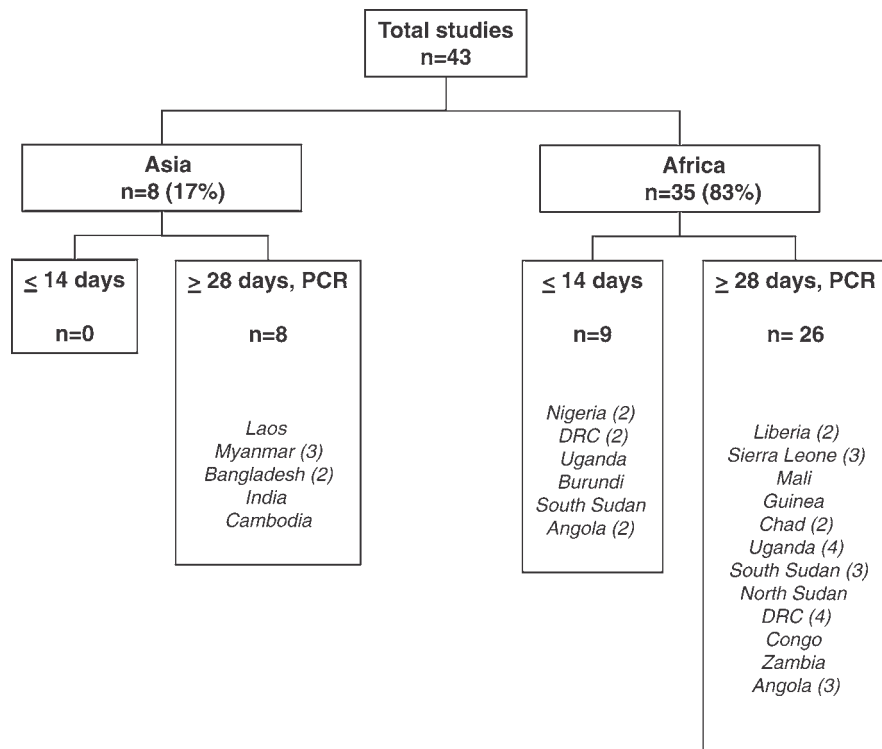 Total studies
n=43
Asia
n=8 (17%)
Africa
n=35 (83%)
≤ 14 days
n=0
≥ 28 days, PCR
n=8
Laos
Myanmar (3)
Bangladesh (2)
India
Cambodia
≤ 14 days
n=9
Nigeria (2)
DRC (2)
Uganda
Burundi
South Sudan
Angola (2)
≥ 28 days, PCR
n= 26
Liberia (2)
Sierra Leone (3)
Mali
Guinea
Chad (2)
Uganda (4)
South Sudan (3)
North Sudan
DRC (4)
Congo
Zambia
Angola (3)